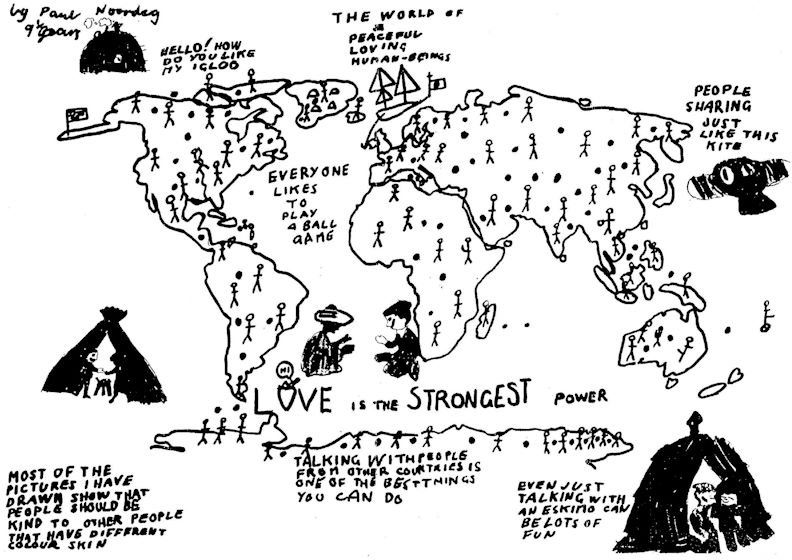 by Paul Noordeg
9½ years
THE WORLD OF
PEACEFUL
LOVING
HUMAN-BEINGS
HELLO! HOW
DO YOU LIKE
MY IGLOO
PEOPLE
SHARING
JUST
LIKE THIS
KITE
EVERYONE
LIKES
TO
PLAY
A BALL
GAME
HI
LOVE IS THE STRONGEST POWER
MOST OF THE
PICTURES I HAVE
DRAWN SHOW THAT
PEOPLE SHOULD BE
KIND TO OTHER PEOPLE
THAT HAVE DIFFERENT
COLOUR SKIN
TALKING WITH PEOPLE
FROM OTHER COUNTRIES IS
ONE OF THE BEST THINGS
YOU CAN DO
EVEN JUST
TALKING WITH
AN ESKIMO CAN
BE LOTS OF
FUN